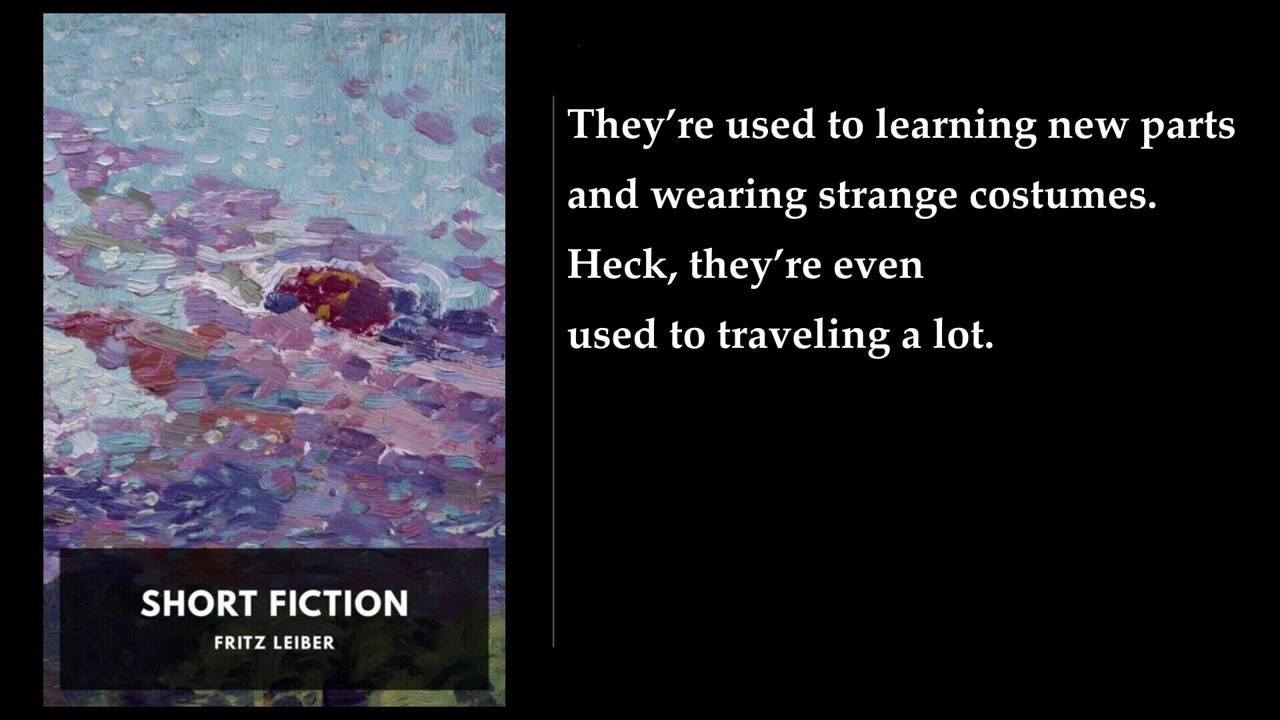 They’re used to learning new parts
and wearing strange costumes.
Heck, they’re even
used to traveling a lot.
SHORT FICTION
FRITZ LEIBER